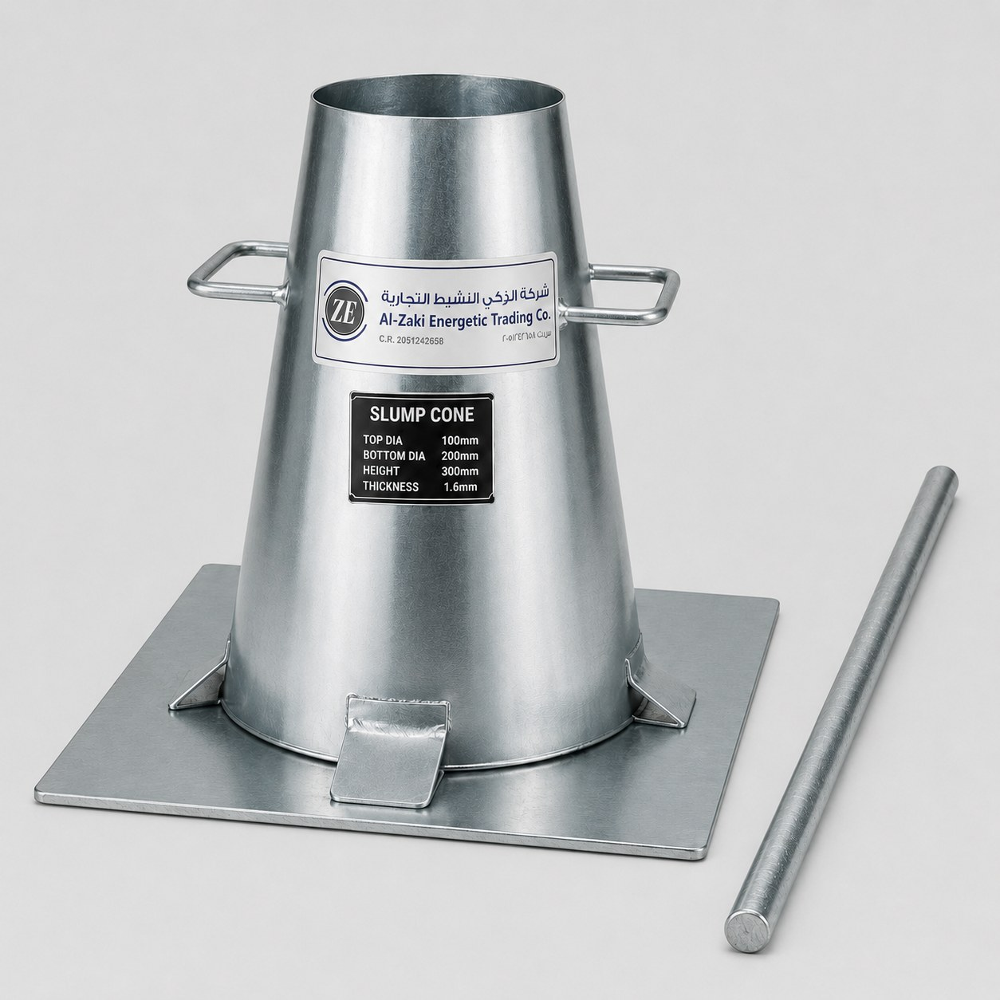 ZE
شركة الزكي النشيط التجارية
Al-Zaki Energetic Trading Co.
C.R. 2051242658
س.ت ٢٠٥١٢٤٢٦٥٨
SLUMP CONE
TOP DIA 100mm
BOTTOM DIA 200mm
HEIGHT 300mm
THICKNESS 1.6mm